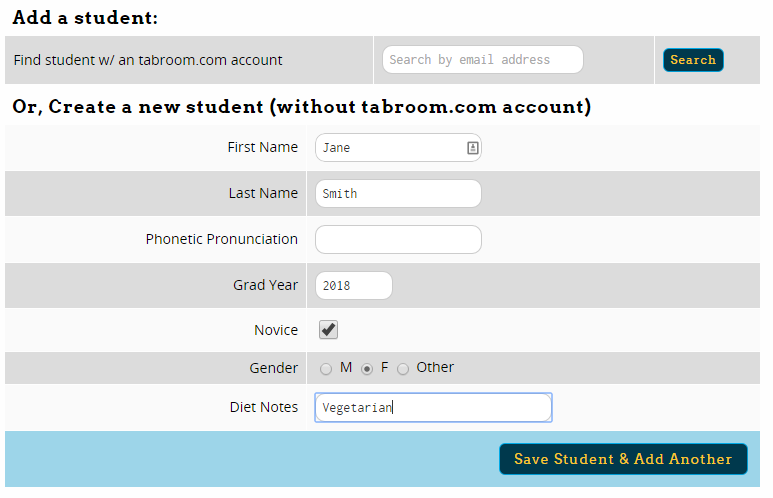 Add a student:
Find student w/ an tabroom.com account Search by email address Search
Or, Create a new student (without tabroom.com account)
First Name Jane
Last Name Smith
Phonetic Pronunciation
Grad Year 2018
Novice
Gender M F Other
Diet Notes Vegetarian
Save Student & Add Another